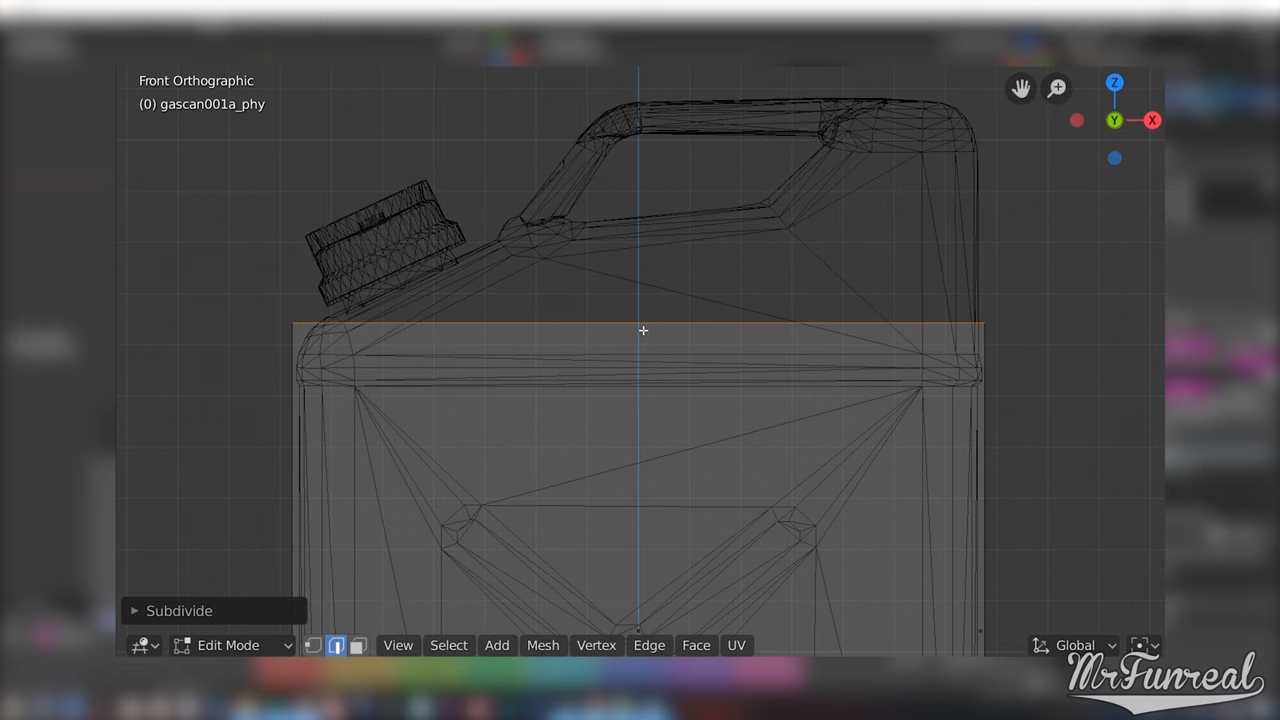 Front Orthographic
(0) gascan001a_phy
Z
Y
X
Subdivide
Edit Mode
View
Select
Add
Mesh
Vertex
Edge
Face
UV
Global
MrFunreal